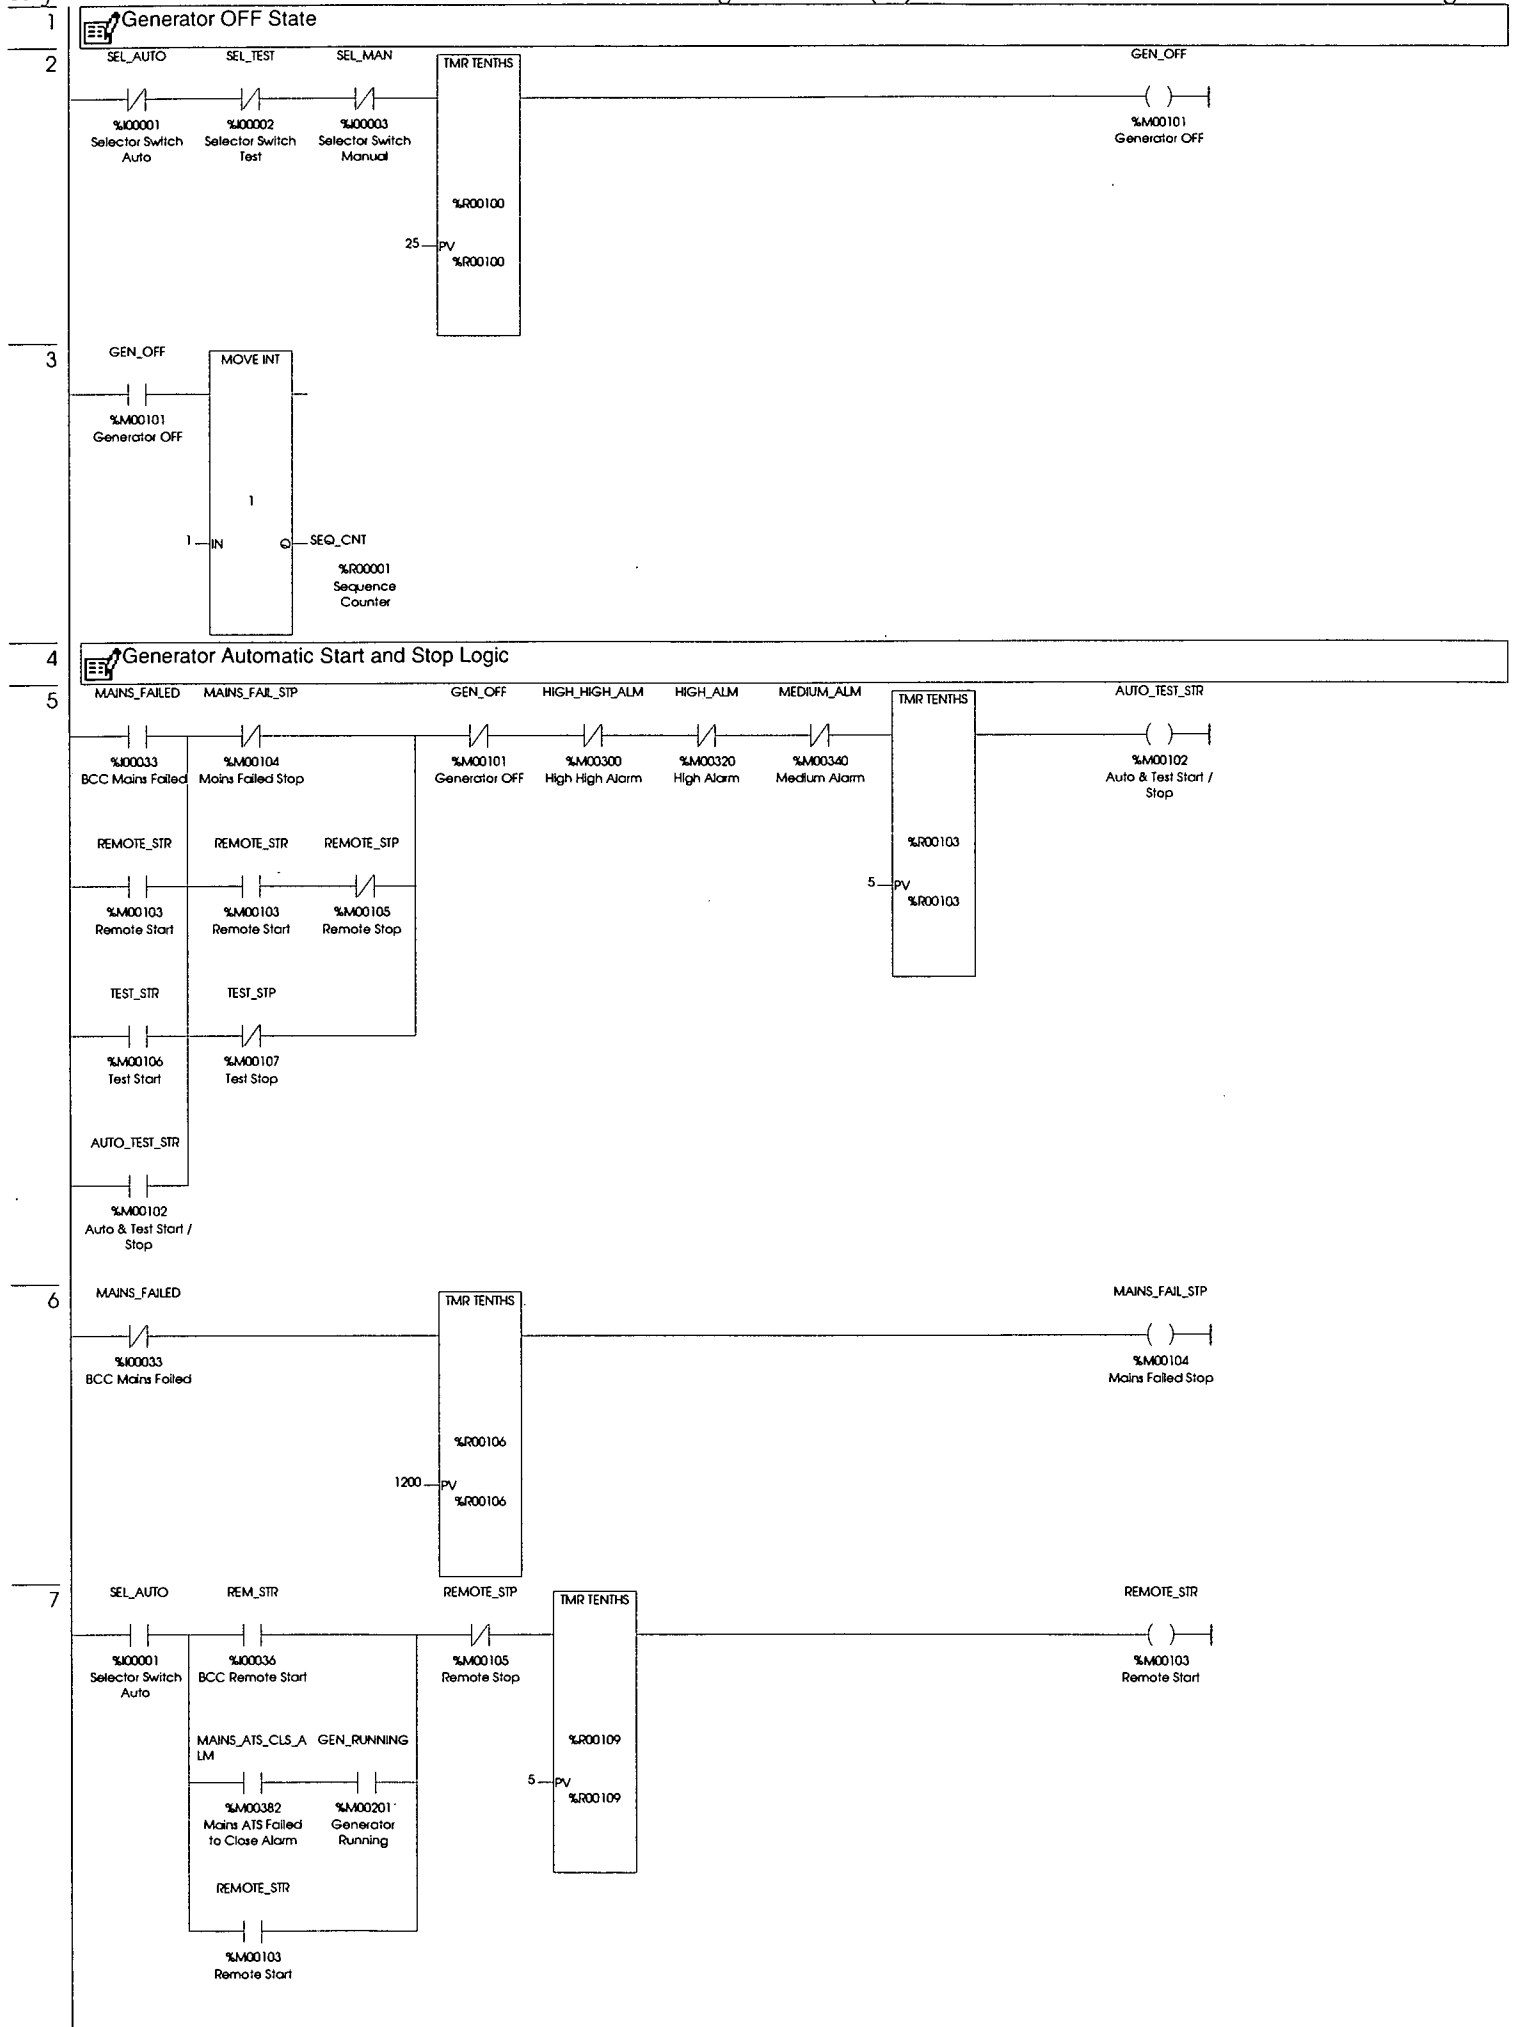 1 Generator OFF State
2 SEL_AUTO SEL_TEST SEL_MAN TMR TENTHS GEN_OFF
%I00001 %I00002 %I00003 %M00101
Selector Switch Selector Switch Selector Switch Generator OFF
Auto Test Manual
%R00100
25 PV
%R00100
3 GEN_OFF MOVE INT
%M00101
Generator OFF
1
1 IN Q SEQ_CNT
%R00001
Sequence
Counter
4 Generator Automatic Start and Stop Logic
5 MAINS_FAILED MAINS_FAIL_STP GEN_OFF HIGH_HIGH_ALM HIGH_ALM MEDIUM_ALM TMR TENTHS AUTO_TEST_STR
%I00033 %M00104 %M00101 %M00300 %M00320 %M00340 %M00102
BCC Mains Failed Mains Failed Stop Generator OFF High High Alarm High Alarm Medium Alarm Auto & Test Start /
Stop
REMOTE_STR REMOTE_STR REMOTE_STP %R00103
5 PV
%M00103 %M00103 %M00105 %R00103
Remote Start Remote Start Remote Stop
TEST_STR TEST_STP
%M00106 %M00107
Test Start Test Stop
AUTO_TEST_STR
%M00102
Auto & Test Start /
Stop
6 MAINS_FAILED TMR TENTHS MAINS_FAIL_STP
%I00033 %M00104
BCC Mains Failed Mains Failed Stop
%R00106
1200 PV
%R00106
7 SEL_AUTO REM_STR REMOTE_STP TMR TENTHS REMOTE_STR
%I00001 %I00036 %M00105 %M00103
Selector Switch BCC Remote Start Remote Stop Remote Start
Auto
MAINS_ATS_CLS_A GEN_RUNNING %R00109
LM
5 PV
%M00382 %M00201 %R00109
Mains ATS Failed Generator
to Close Alarm Running
REMOTE_STR
%M00103
Remote Start